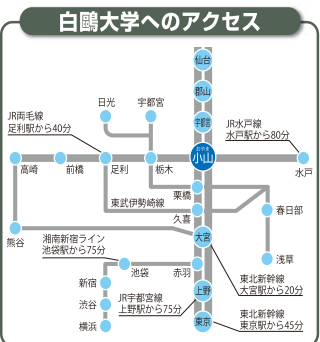 白鷗大学へのアクセス
仙台
郡山
日光
宇都宮
宇都宮
JR両毛線
足利駅から40分
JR水戸線
水戸駅から80分
おやま
小山
高崎
前橋
足利
栃木
水戸
栗橋
東武伊勢崎線
久喜
春日部
熊谷
大宮
湘南新宿ライン
池袋駅から75分
浅草
池袋
赤羽
東北新幹線
大宮駅から20分
新宿
上野
JR宇都宮線
上野駅から75分
渋谷
東北新幹線
東京駅から45分
横浜
東京